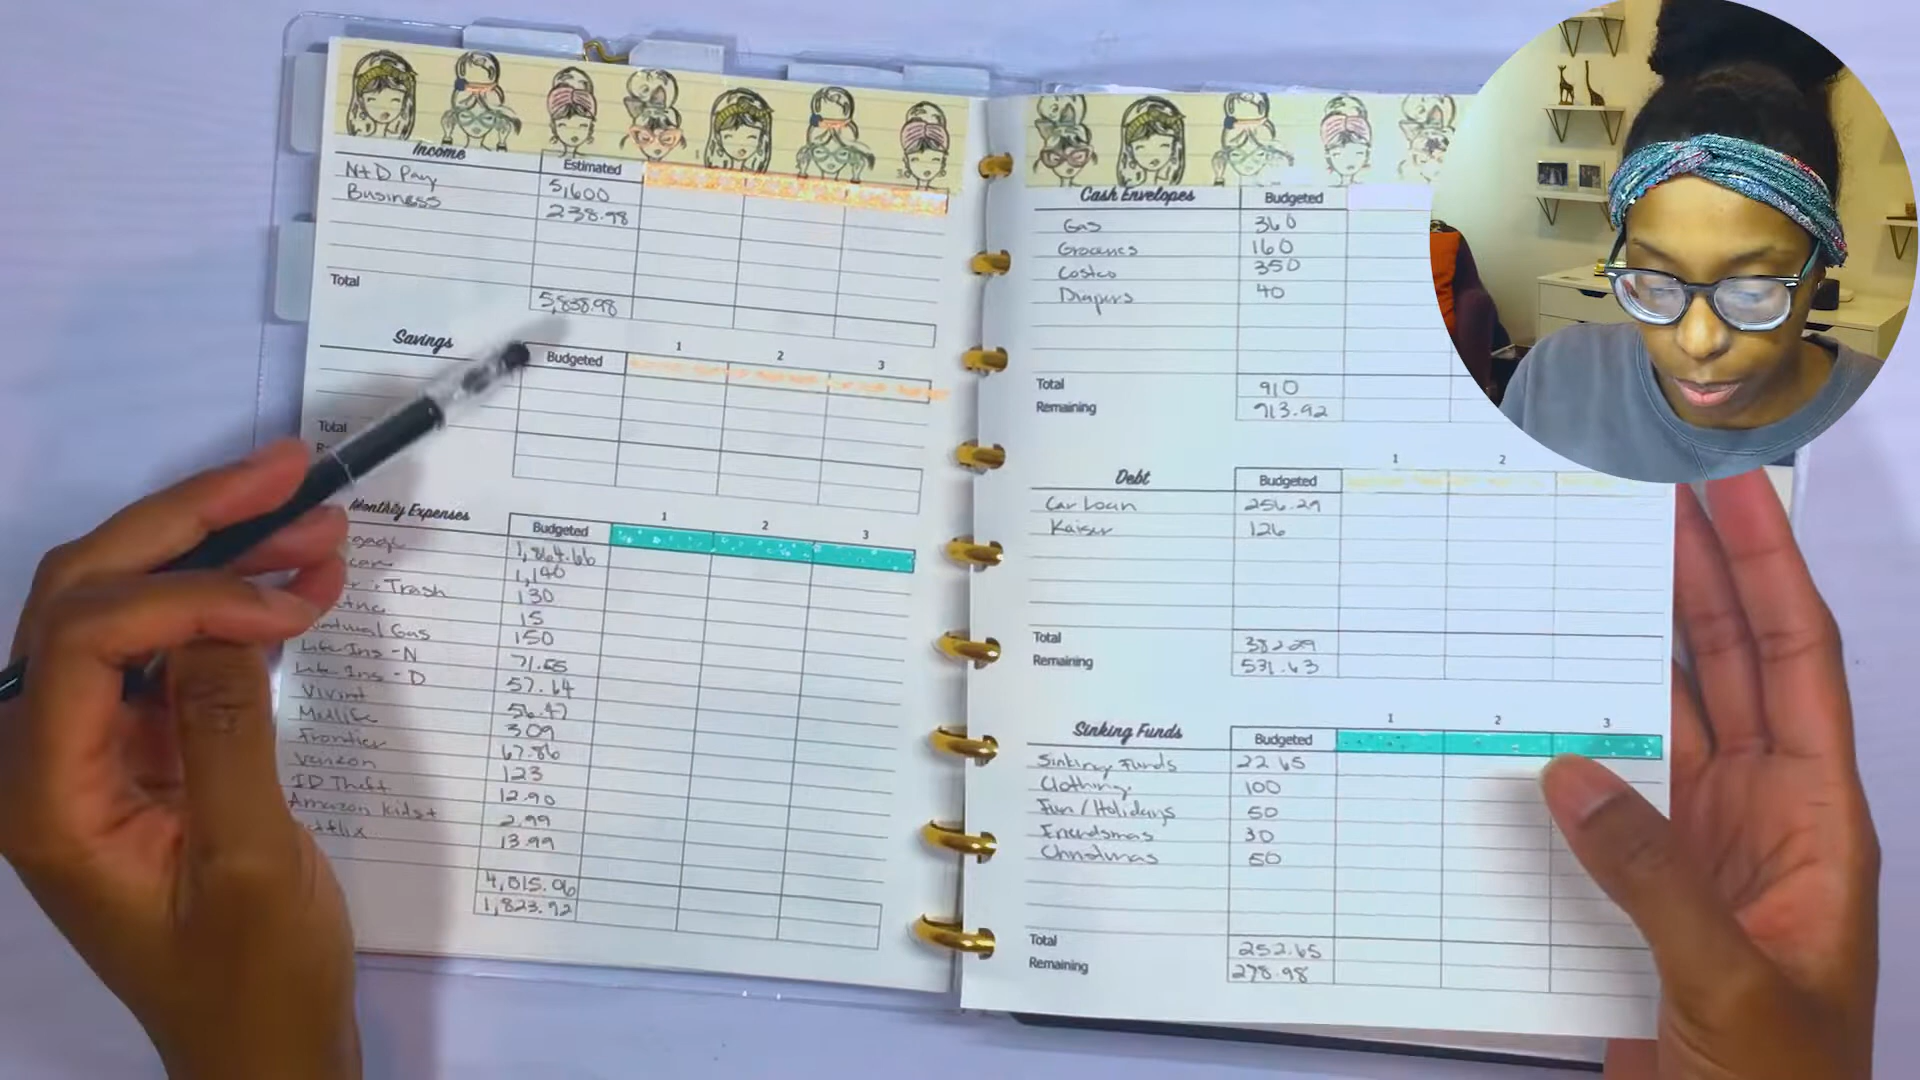 Income
Estimated
N+D Pay 5,600
Business 238.98
Total 5,838.98
Savings
Budgeted 1 2 3
Total
Monthly Expenses
Budgeted 1 2 3
1,864.66
1,140
Trash 130
15
Natural Gas 150
Life Ins - N 71.55
Life Ins - D 57.64
Vivint 56.47
Metlife 309
Frontier 67.86
Verizon 123
ID Theft 12.90
Amazon Kids+ 2.99
13.99
4,015.06
1,823.92
Cash Envelopes Budgeted
Gas 360
Groceries 160
Costco 350
Diapers 40
Total 910
Remaining 913.92
1 2
Debt Budgeted
Car Loan 256.29
Kaiser 126
Total 382.29
Remaining 531.63
1 2 3
Sinking Funds Budgeted
Sinking Funds 22.65
Clothing 100
Fun / Holidays 50
Friendsmas 30
Christmas 50
Total 252.65
Remaining 278.98